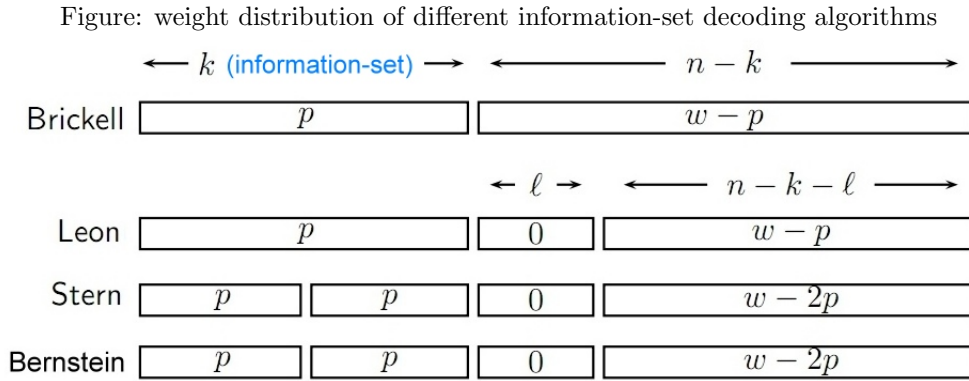 Figure: weight distribution of different information-set decoding algorithms
k (information-set) n − k
Brickell p w − p
ℓ n − k − ℓ
Leon p 0 w − p
Stern p p 0 w − 2p
Bernstein p p 0 w − 2p